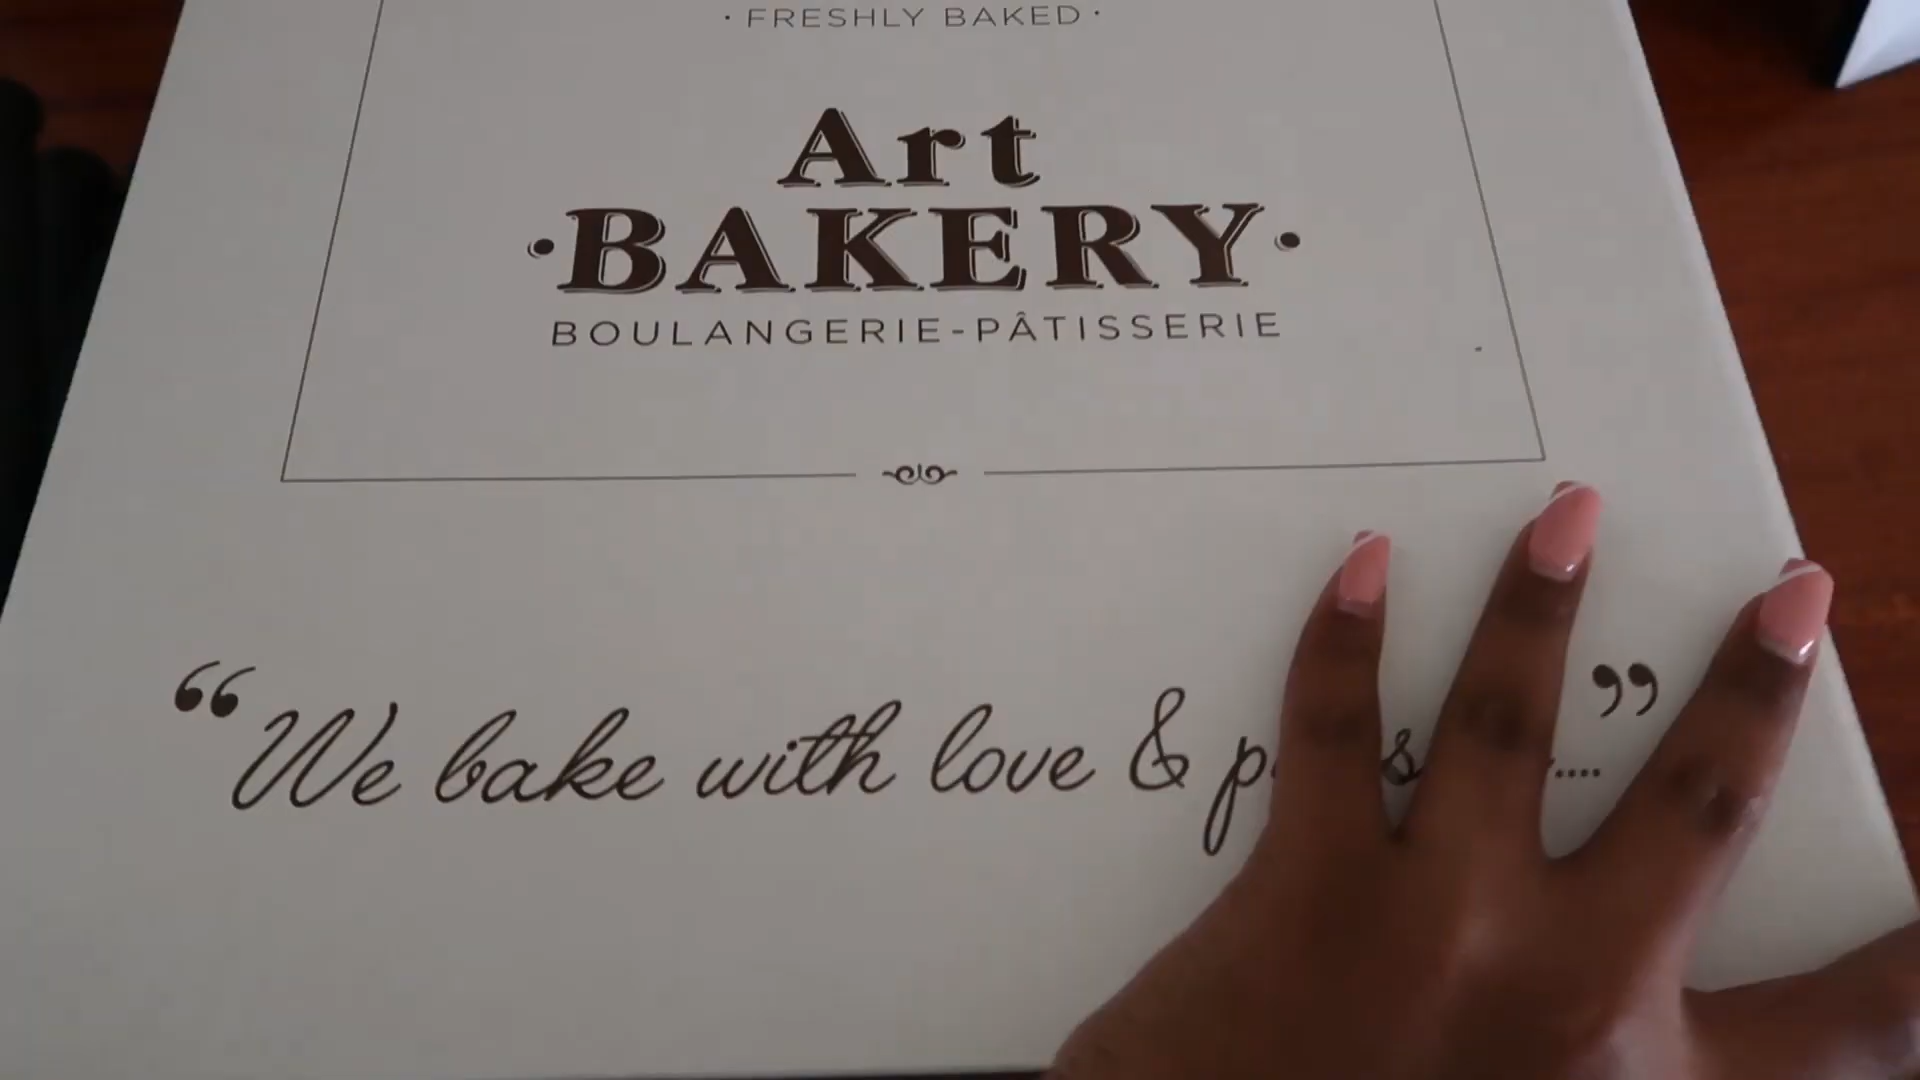 · FRESHLY BAKED ·
Art
·BAKERY·
BOULANGERIE-PÂTISSERIE
“We bake with love & ....”